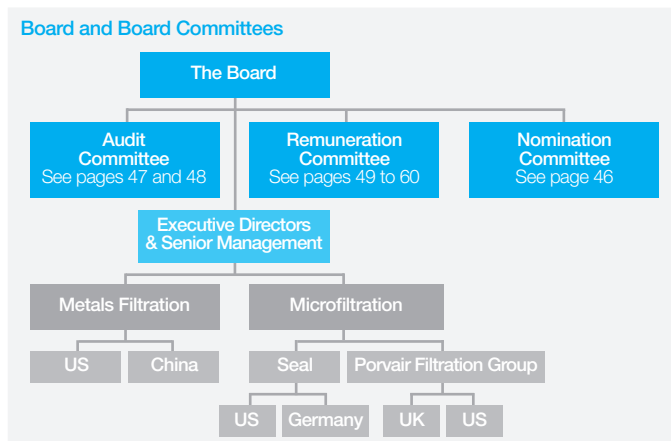 Board and Board Committees
The Board
Audit
Committee
See pages 47 and 48
Remuneration
Committee
See pages 49 to 60
Nomination
Committee
See page 46
Executive Directors
& Senior Management
Metals Filtration
Microfiltration
US
China
Seal
Porvair Filtration Group
US
Germany
UK
US